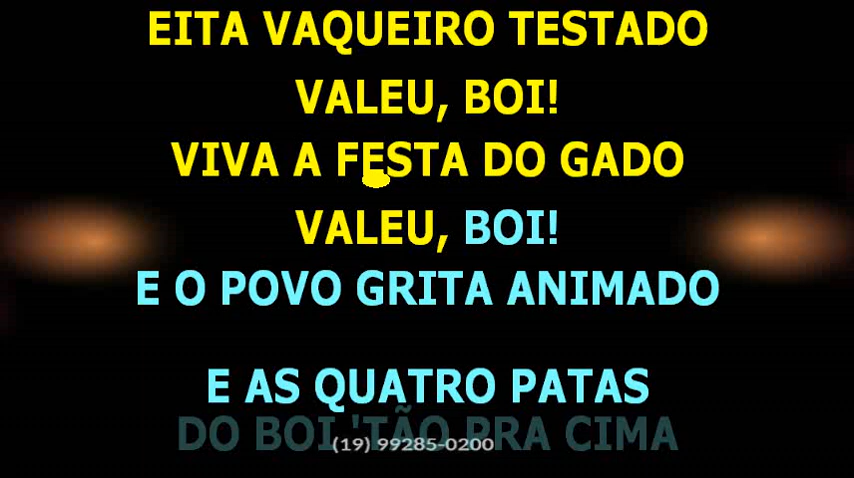 EITA VAQUEIRO TESTADO
VALEU, BOI!
VIVA A FESTA DO GADO
VALEU, BOI!
E O POVO GRITA ANIMADO
E AS QUATRO PATAS
DO BOI 'TÃO PRA CIMA
(19) 99285-0200